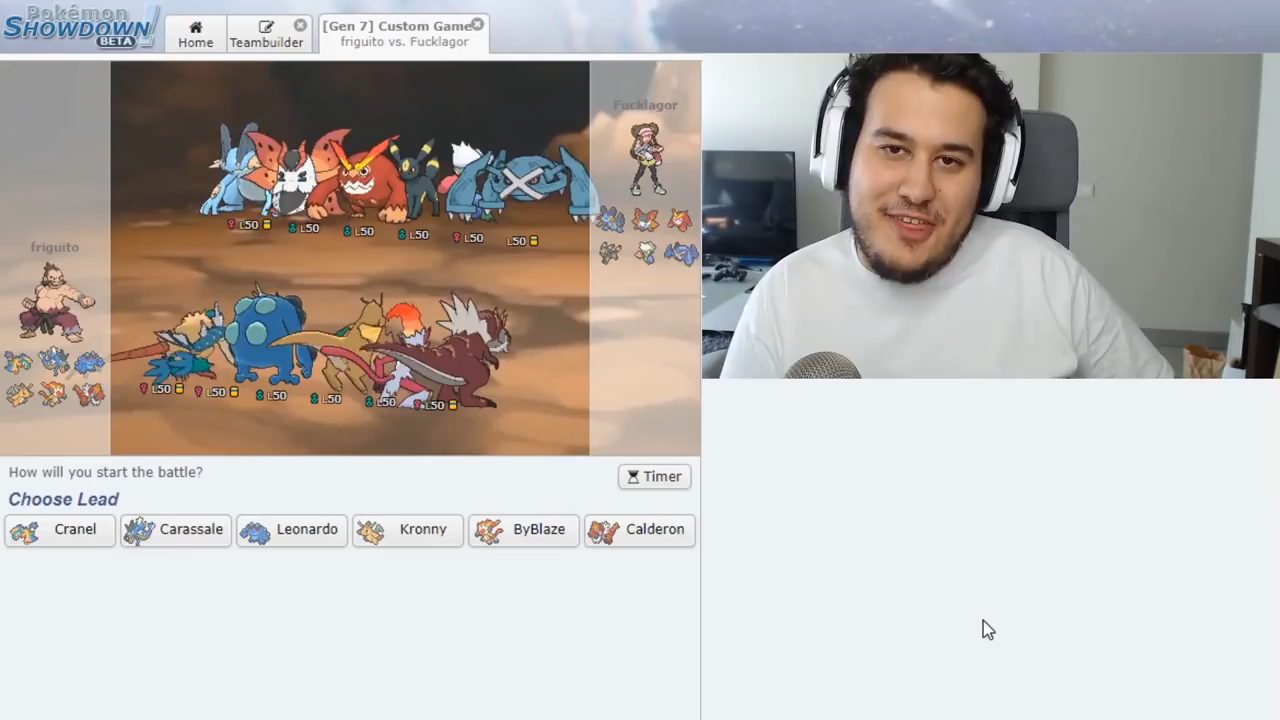 Pokémon
SHOWDOWN!
BETA
Home
Teambuilder
[Gen 7] Custom Game
friguito vs. Fucklagor
Fucklagor
friguito
L50
L50
L50
L50
L50
L50
L50
L50
L50
L50
L50
L50
How will you start the battle?
Timer
Choose Lead
Cranel
Carassale
Leonardo
Kronny
ByBlaze
Calderon